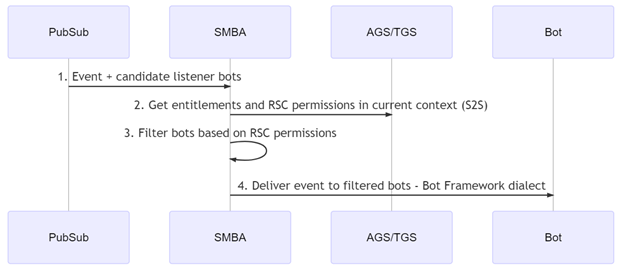 PubSub
SMBA
AGS/TGS
Bot
1. Event + candidate listener bots
2. Get entitlements and RSC permissions in current context (S2S)
3. Filter bots based on RSC permissions
4. Deliver event to filtered bots - Bot Framework dialect
PubSub
SMBA
AGS/TGS
Bot